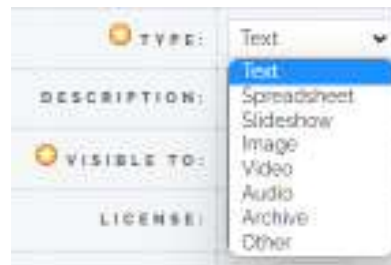 TYPE: Text
Text
DESCRIPTION: Spreadsheet
Slideshow
Image
VISIBLE TO: Video
Audio
LICENSE: Archive
Other